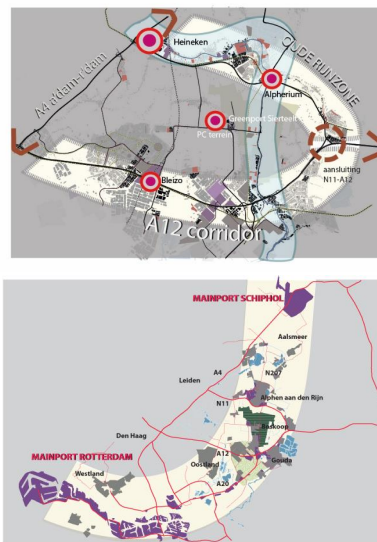 Heineken
A4 a'dam-r'dam
OUDE RIJNZONE
Alpherium
Greenport Sierteelt
PC terrein
aansluiting
N11-A12
Bleizo
A12 corridor
MAINPORT SCHIPHOL
Aalsmeer
A4
N207
Leiden
N11
Alphen aan den Rijn
Boskoop
Den Haag
MAINPORT ROTTERDAM
A12
Westland
Oostland
Gouda
A20